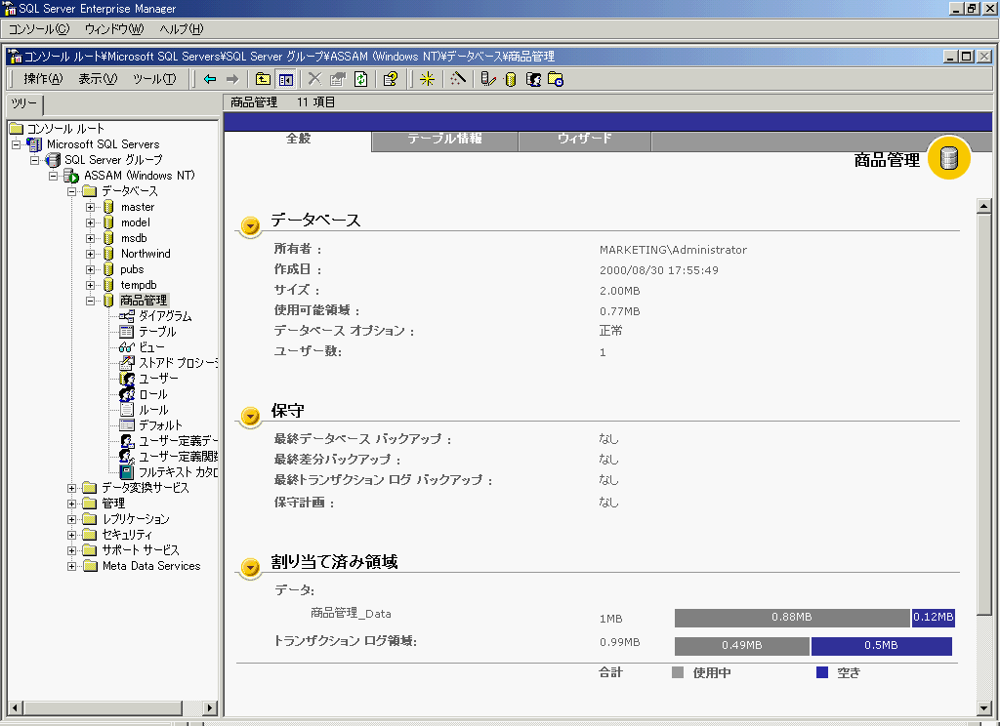 SQL Server Enterprise Manager
コンソール(C) ウィンドウ(W) ヘルプ(H)
コンソール ルート¥Microsoft SQL Servers¥SQL Server グループ¥ASSAM (Windows NT)¥データベース¥商品管理
操作(A) 表示(V) ツール(T)
ツリー
商品管理 11 項目
コンソール ルート
Microsoft SQL Servers
SQL Server グループ
ASSAM (Windows NT)
データベース
master
model
msdb
Northwind
pubs
tempdb
商品管理
ダイアグラム
テーブル
ビュー
ストアド プロシージ
ユーザー
ロール
ルール
デフォルト
ユーザー定義デー
ユーザー定義関数
フルテキスト カタロ
データ変換サービス
管理
レプリケーション
セキュリティ
サポート サービス
Meta Data Services
全般 テーブル情報 ウィザード
商品管理
データベース
所有者 : MARKETING\Administrator
作成日 : 2000/08/30 17:55:49
サイズ : 2.00MB
使用可能領域 : 0.77MB
データベース オプション : 正常
ユーザー数: 1
保守
最終データベース バックアップ : なし
最終差分バックアップ : なし
最終トランザクション ログ バックアップ : なし
保守計画 : なし
割り当て済み領域
データ:
商品管理_Data 1MB 0.88MB 0.12MB
トランザクション ログ領域: 0.99MB 0.49MB 0.5MB
合計 使用中 空き